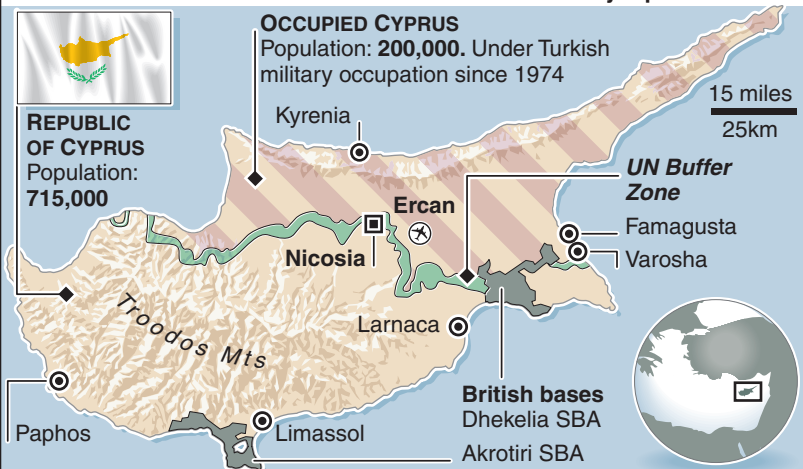 OCCUPIED CYPRUS
Population: 200,000. Under Turkish
military occupation since 1974
15 miles
25km
REPUBLIC
OF CYPRUS
Population:
715,000
Kyrenia
UN Buffer
Zone
Ercan
Famagusta
Nicosia
Varosha
Troodos Mts
Larnaca
British bases
Dhekelia SBA
Akrotiri SBA
Paphos
Limassol